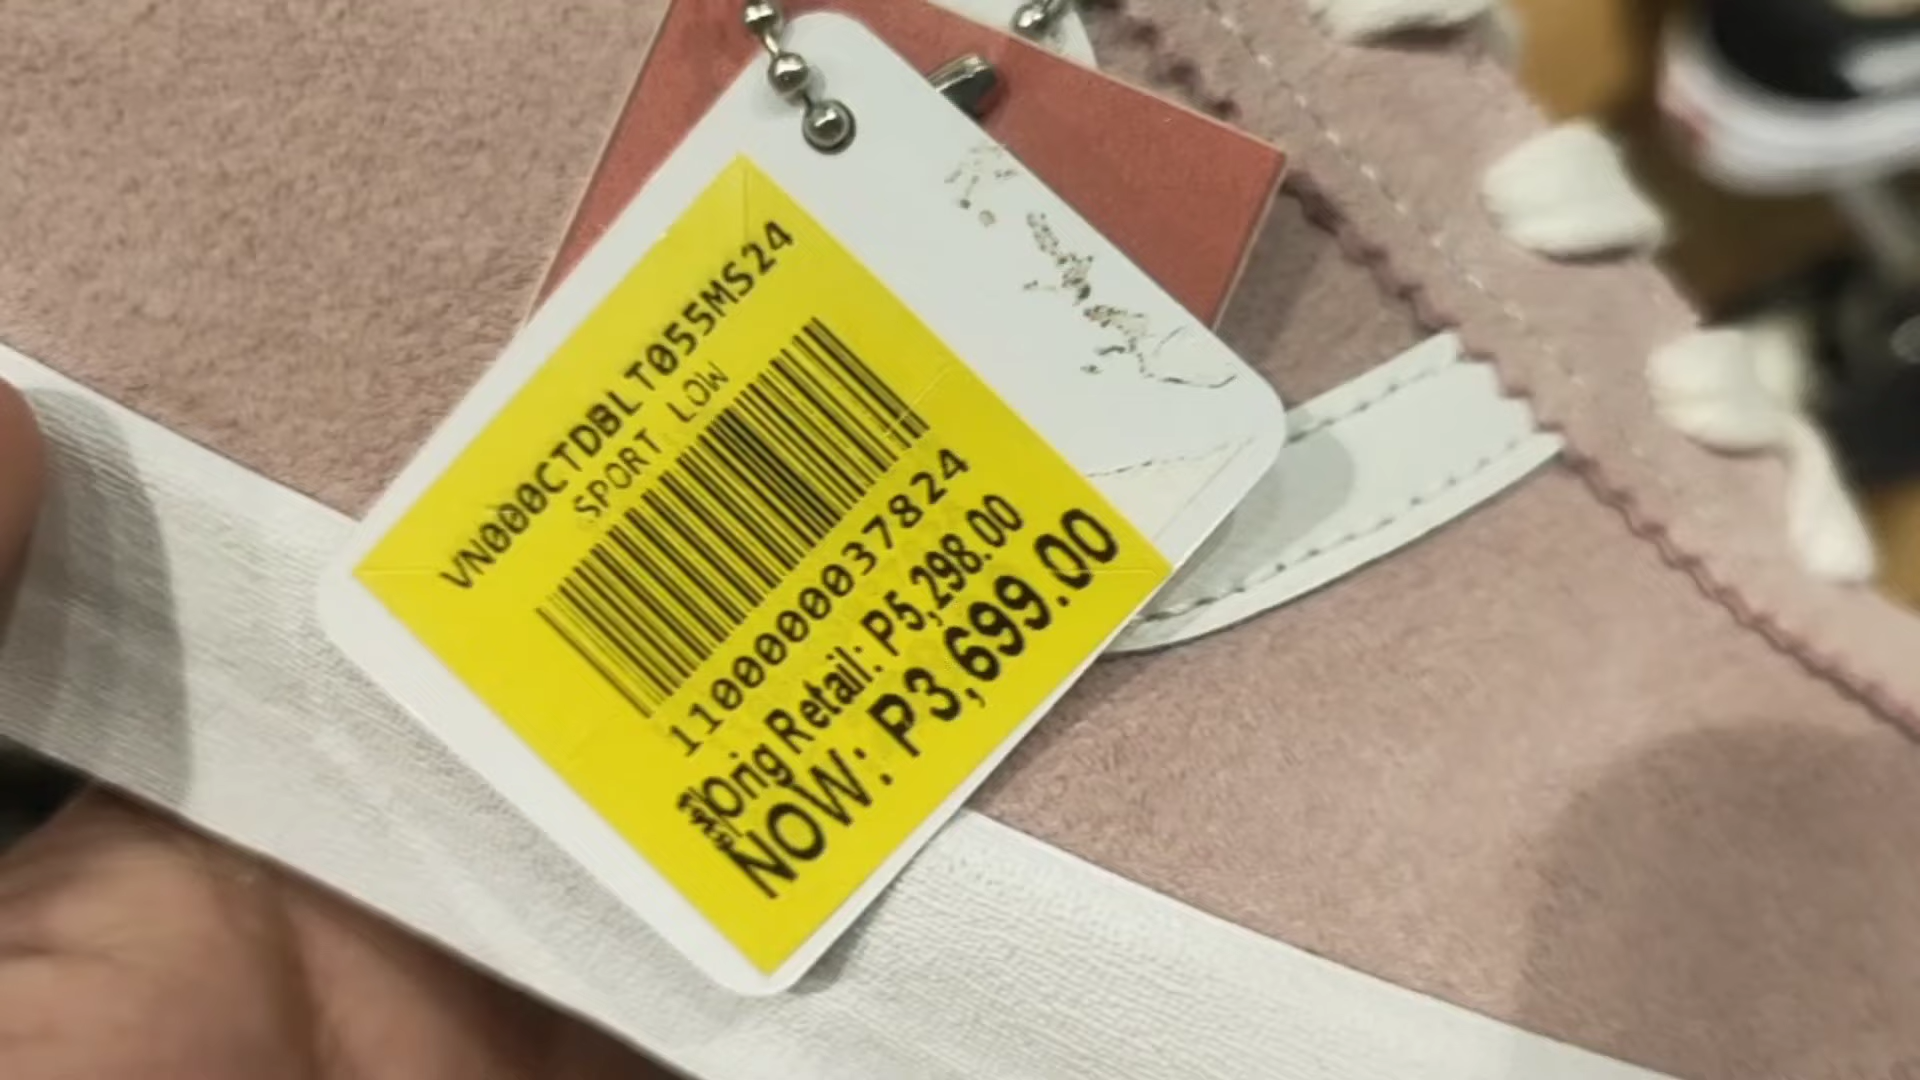 VN000CTDBLT055MS24
SPORT LOW
1100000037824
Orig Retail: P5,298.00
NOW: P3,699.00